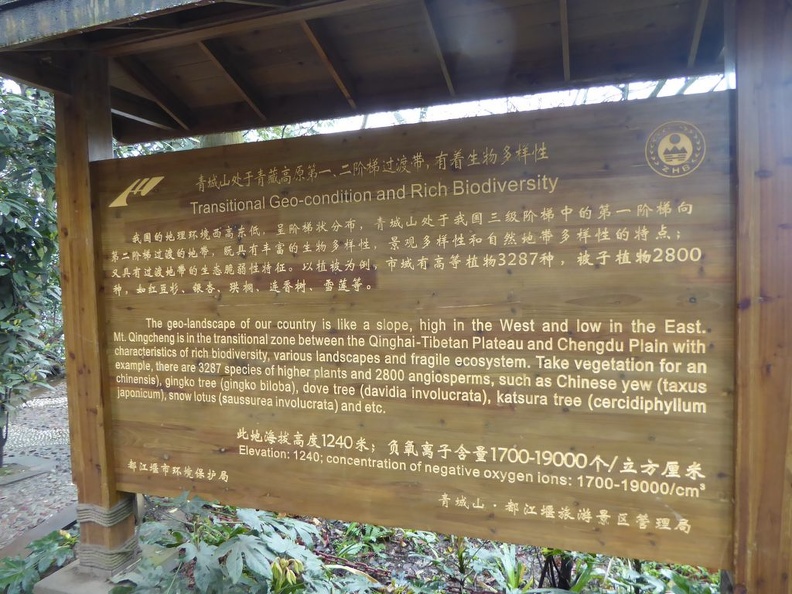 青城山处于青藏高原第一、二阶梯过渡带,有着生物多样性
Transitional Geo-condition and Rich Biodiversity
ZHB
我国的地理环境西高东低,呈阶梯状分布,青城山处于我国三级阶梯中的第一阶梯向
第二阶梯过渡的地带,既具有丰富的生物多样性,景观多样性和自然地带多样性的特点;
又具有过渡地带的生态脆弱性特征。以植被为例,市域有高等植物3287种,被子植物2800
种,如红豆杉、银杏、珙桐、连香树、雪莲等。
The geo-landscape of our country is like a slope, high in the West and low in the East.
Mt. Qingcheng is in the transitional zone between the Qinghai-Tibetan Plateau and Chengdu Plain with
characteristics of rich biodiversity, various landscapes and fragile ecosystem. Take vegetation for an
example, there are 3287 species of higher plants and 2800 angiosperms, such as Chinese yew (taxus
chinensis), gingko tree (gingko biloba), dove tree (davidia involucrata), katsura tree (cercidiphyllum
japonicum), snow lotus (saussurea involucrata) and etc.
此地海拔高度1240米;负氧离子含量1700-19000个/立方厘米
Elevation: 1240; concentration of negative oxygen ions: 1700-19000/cm³
都江堰市环境保护局
青城山·都江堰旅游景区管理局